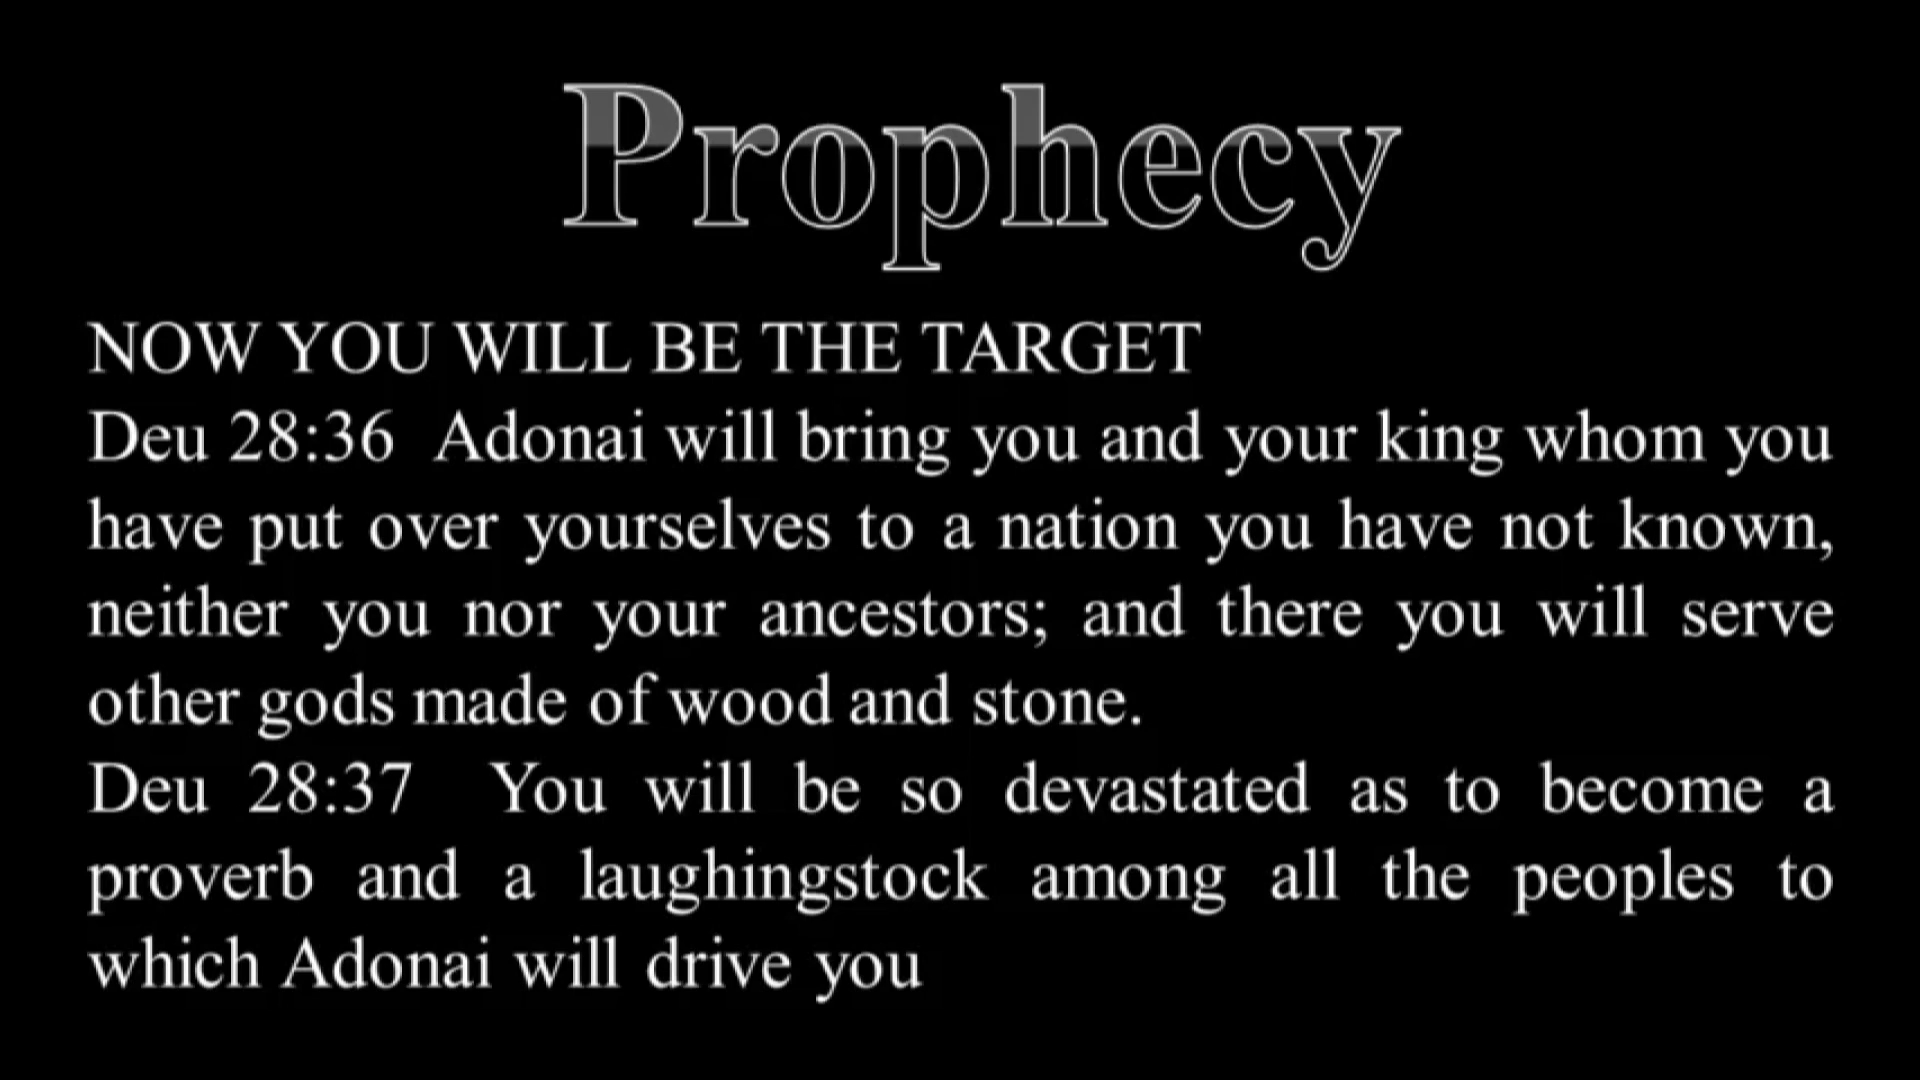 Prophecy
NOW YOU WILL BE THE TARGET
Deu 28:36  Adonai will bring you and your king whom you
have put over yourselves to a nation you have not known,
neither you nor your ancestors; and there you will serve
other gods made of wood and stone.
Deu 28:37  You will be so devastated as to become a
proverb and a laughingstock among all the peoples to
which Adonai will drive you